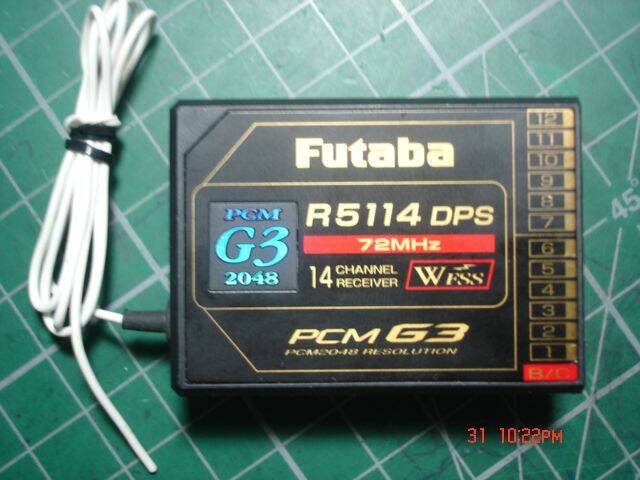 Futaba
PCM
G3
2048
R5114 DPS
72MHz
14 CHANNEL
RECEIVER
WFSS
PCM G3
PCM2048 RESOLUTION
12
11
10
9
8
7
6
5
4
3
2
1
B/C
45
31 10:22PM